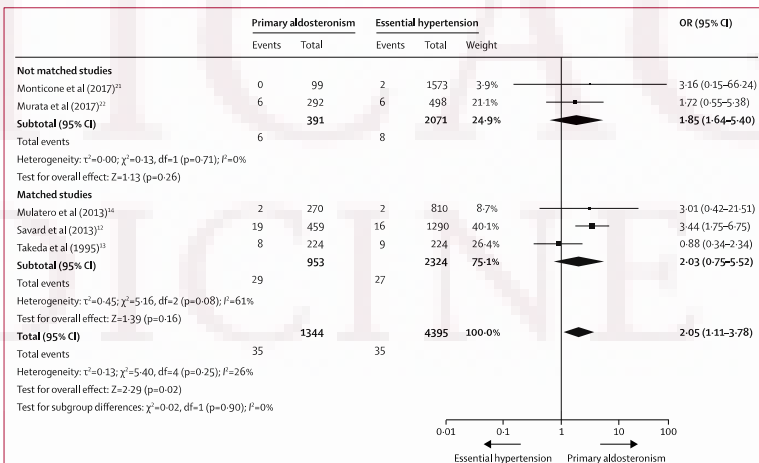 Primary aldosteronism Essential hypertension OR (95% CI)
Events Total Events Total Weight
Not matched studies
Monticone et al (2017)²¹ 0 99 2 1573 3·9% 3·16 (0·15–66·24)
Murata et al (2017)²² 6 292 6 498 21·1% 1·72 (0·55–5·38)
Subtotal (95% CI) 391 2071 24·9% 1·85 (1·64–5·40)
Total events 6 8
Heterogeneity: τ²=0·00; χ²=0·13, df=1 (p=0·71); I²=0%
Test for overall effect: Z=1·13 (p=0·26)
Matched studies
Mulatero et al (2013)¹⁴ 2 270 2 810 8·7% 3·01 (0·42–21·51)
Savard et al (2013)¹² 19 459 16 1290 40·1% 3·44 (1·75–6·75)
Takeda et al (1995)¹³ 8 224 9 224 26·4% 0·88 (0·34–2·34)
Subtotal (95% CI) 953 2324 75·1% 2·03 (0·75–5·52)
Total events 29 27
Heterogeneity: τ²=0·45; χ²=5·16, df=2 (p=0·08); I²=61%
Test for overall effect: Z=1·39 (p=0·16)
Total (95% CI) 1344 4395 100·0% 2·05 (1·11–3·78)
Total events 35 35
Heterogeneity: τ²=0·13; χ²=5·40, df=4 (p=0·25); I²=26%
Test for overall effect: Z=2·29 (p=0·02)
Test for subgroup differences: χ²=0·02, df=1 (p=0·90); I²=0%
0·01 0·1 1 10 100
Essential hypertension Primary aldosteronism